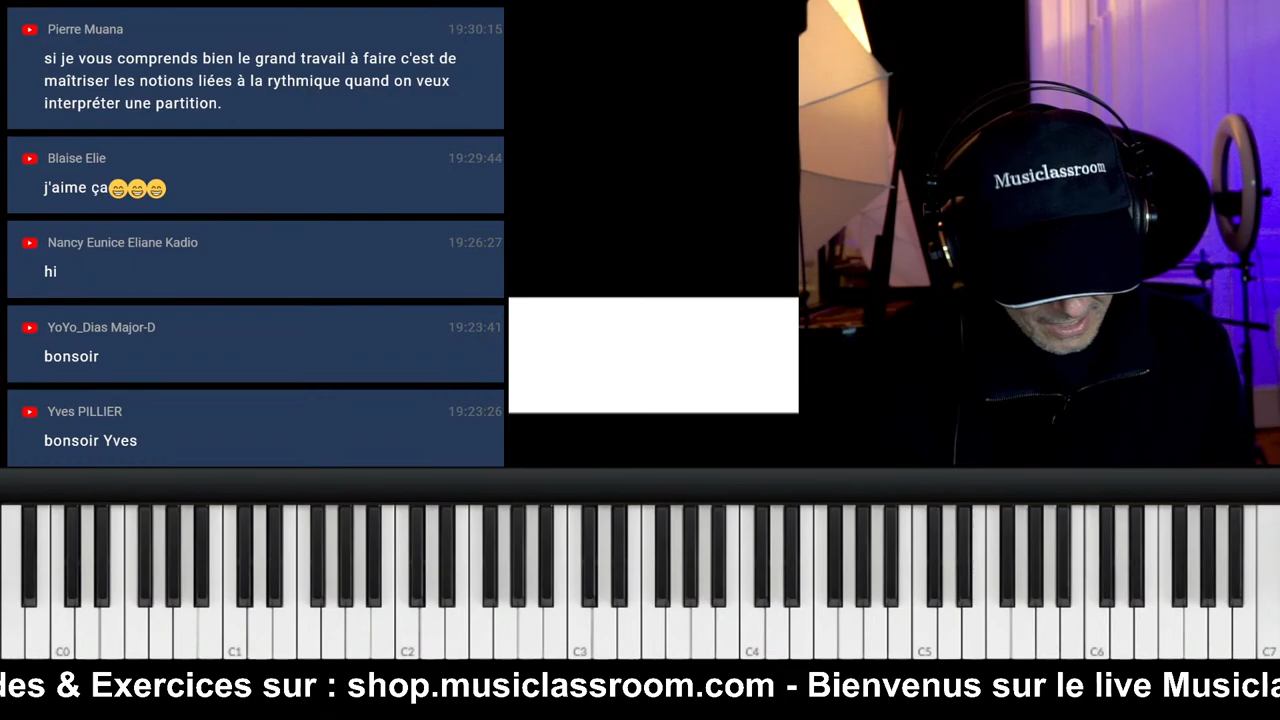 Pierre Muana 19:30:15
si je vous comprends bien le grand travail à faire c'est de
maîtriser les notions liées à la rythmique quand on veux
interpréter une partition.
Blaise Elie 19:29:44
j'aime ça😁😁😁
Nancy Eunice Eliane Kadio 19:26:27
hi
YoYo_Dias Major-D 19:23:41
bonsoir
Yves PILLIER 19:23:26
bonsoir Yves
Musiclassroom
C0 C1 C2 C3 C4 C5 C6 C7
des & Exercices sur : shop.musiclassroom.com - Bienvenus sur le live Musicla